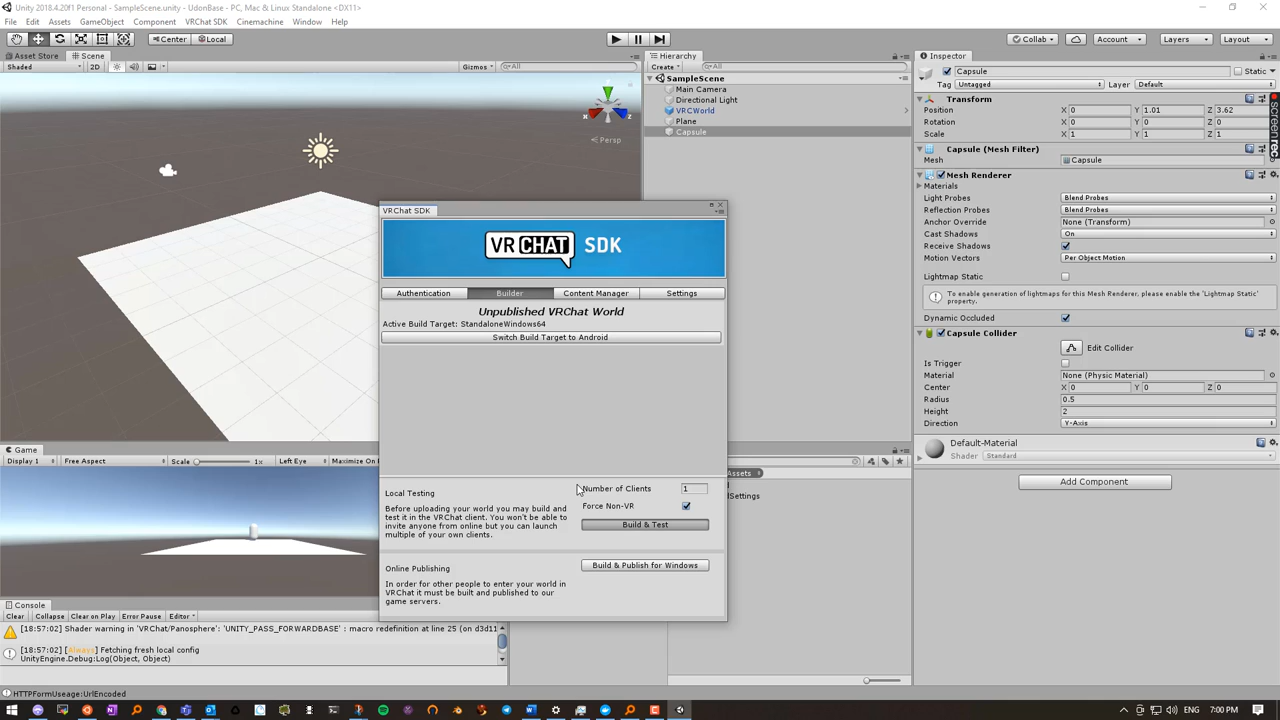 Unity 2018.4.20f1 Personal - SampleScene.unity - UdonBase - PC, Mac & Linux Standalone <DX11>
File Edit Assets GameObject Component VRChat SDK Cinemachine Window Help
Center Local Collab Account Layers Layout
Asset Store Scene
Shaded 2D Gizmos All
Persp
Hierarchy
Create All
SampleScene
Main Camera
Directional Light
VRCWorld
Plane
Capsule
Inspector
Capsule Static
Tag Untagged Layer Default
Transform
Position X 0 Y 1.01 Z 3.62
Rotation X 0 Y 0 Z 0
Scale X 1 Y 1 Z 1
Capsule (Mesh Filter)
Mesh Capsule
Mesh Renderer
Materials
Light Probes Blend Probes
Reflection Probes Blend Probes
Anchor Override None (Transform)
Cast Shadows On
Receive Shadows
Motion Vectors Per Object Motion
Lightmap Static
To enable generation of lightmaps for this Mesh Renderer, please enable the 'Lightmap Static'
property.
Dynamic Occluded
Capsule Collider
Edit Collider
Is Trigger
Material None (Physic Material)
Center X 0 Y 0 Z 0
Radius 0.5
Height 2
Direction Y-Axis
Default-Material
Shader Standard
Add Component
Screenrec
VRChat SDK
VRCHAT SDK
Authentication Builder Content Manager Settings
Unpublished VRChat World
Active Build Target: StandaloneWindows64
Switch Build Target to Android
Local Testing
Before uploading your world you may build and
test it in the VRChat client. You won't be able to
invite anyone from online but you can launch
multiple of your own clients.
Number of Clients 1
Force Non-VR
Build & Test
Online Publishing
In order for other people to enter your world in
VRChat it must be built and published to our
game servers.
Build & Publish for Windows
Assets
Game
Display 1 Free Aspect Scale 1x Left Eye Maximize On
Console
Clear Collapse Clear on Play Error Pause Editor
[18:57:02] Shader warning in 'VRChat/Panosphere': 'UNITY_PASS_FORWARDBASE' : macro redefinition at line 25 (on d3d11
[18:57:02] [Always] Fetching fresh local config
UnityEngine.Debug:Log(Object, Object)
HTTPFormUseage:UrlEncoded
ENG 7:00 PM